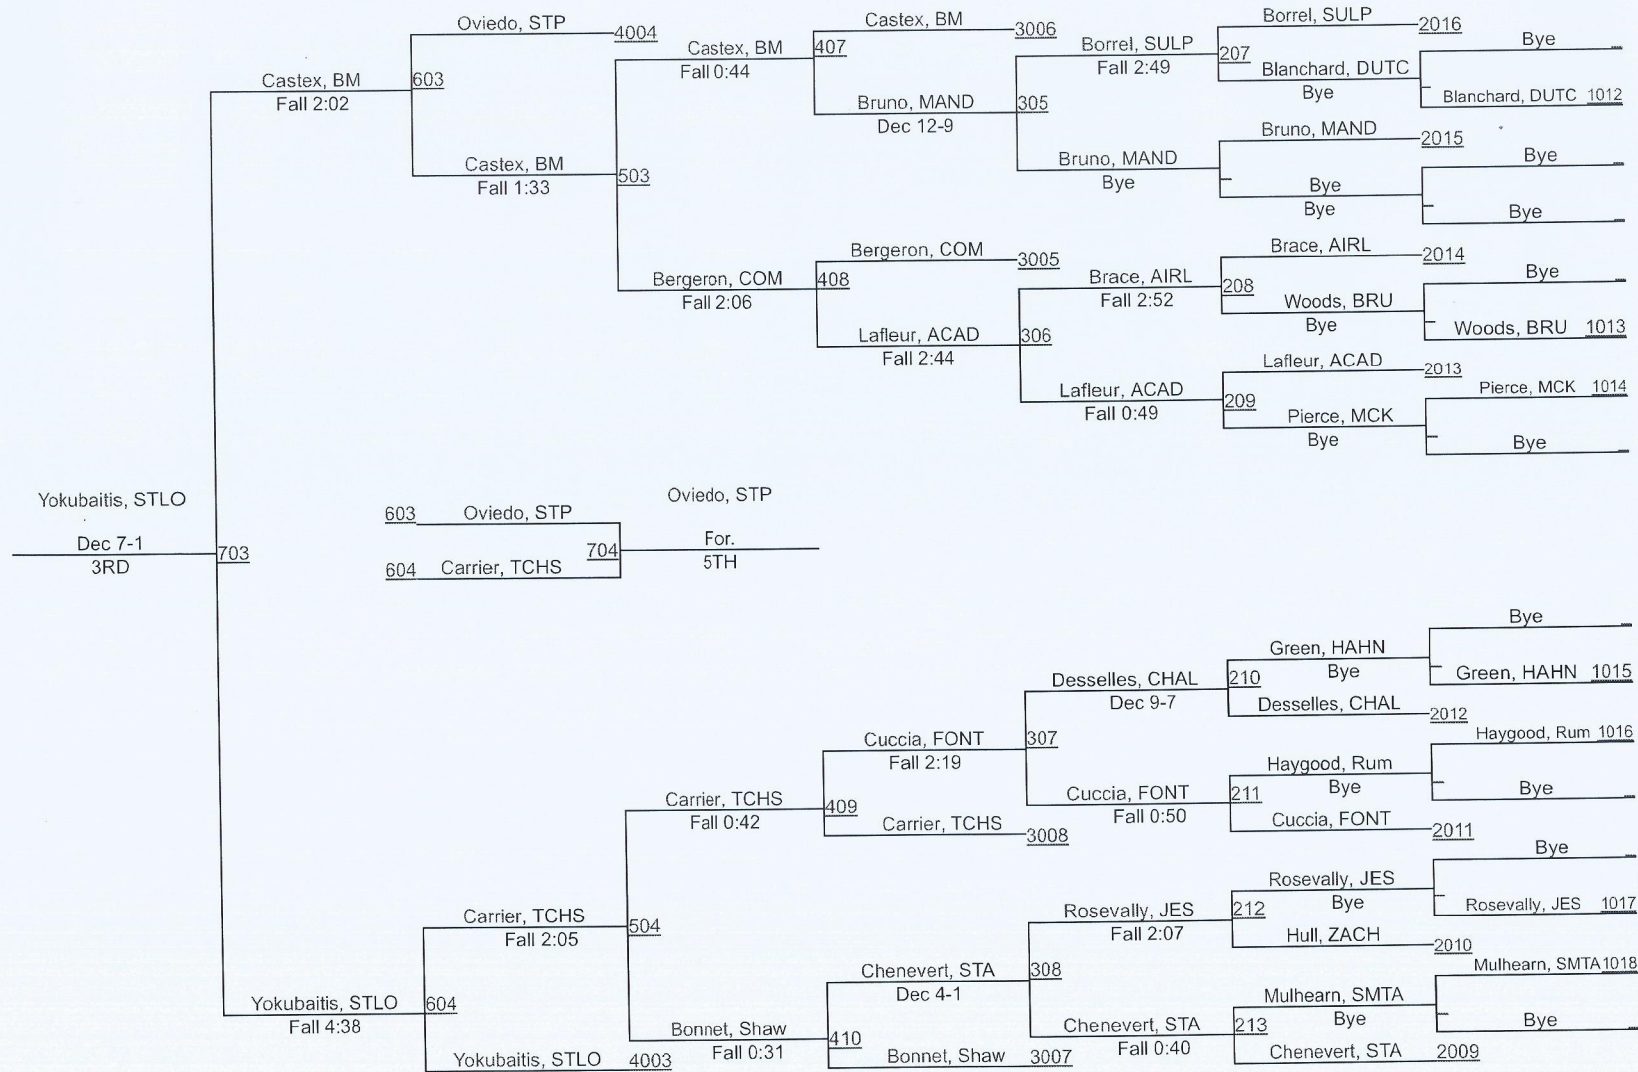 Oviedo, STP 4004
Castex, BM
Fall 2:02
603
Castex, BM
Fall 1:33
Castex, BM
Fall 0:44
503
Bergeron, COM
Fall 2:06
Castex, BM 3006
407
Bruno, MAND
Dec 12-9
Bergeron, COM 3005
408
Lafleur, ACAD
Fall 2:44
Borrel, SULP
Fall 2:49
305
Bruno, MAND
Bye
Brace, AIRL
Fall 2:52
306
Lafleur, ACAD
Fall 0:49
Borrel, SULP 2016
207
Blanchard, DUTC
Bye
Bye
Blanchard, DUTC 1012
Bruno, MAND 2015
Bye
Bye
Bye
Bye
Brace, AIRL 2014
208
Woods, BRU
Bye
Bye
Woods, BRU 1013
Lafleur, ACAD 2013
209
Pierce, MCK
Bye
Pierce, MCK 1014
Bye
Yokubaitis, STLO
Dec 7-1
3RD
703
603 Oviedo, STP
604 Carrier, TCHS
704
Oviedo, STP
For.
5TH
Yokubaitis, STLO
Fall 4:38
604
Carrier, TCHS
Fall 2:05
Yokubaitis, STLO 4003
Carrier, TCHS
Fall 0:42
504
Bonnet, Shaw
Fall 0:31
Cuccia, FONT
Fall 2:19
409
Carrier, TCHS 3008
Chenevert, STA
Dec 4-1
410
Bonnet, Shaw 3007
Desselles, CHAL
Dec 9-7
307
Cuccia, FONT
Fall 0:50
Rosevally, JES
Fall 2:07
308
Chenevert, STA
Fall 0:40
Green, HAHN
Bye
210
Desselles, CHAL 2012
Bye
Green, HAHN 1015
Haygood, Rum
Bye
211
Cuccia, FONT 2011
Haygood, Rum 1016
Bye
Rosevally, JES
Bye
212
Hull, ZACH 2010
Bye
Rosevally, JES 1017
Mulhearn, SMTA
Bye
213
Chenevert, STA 2009
Mulhearn, SMTA 1018
Bye